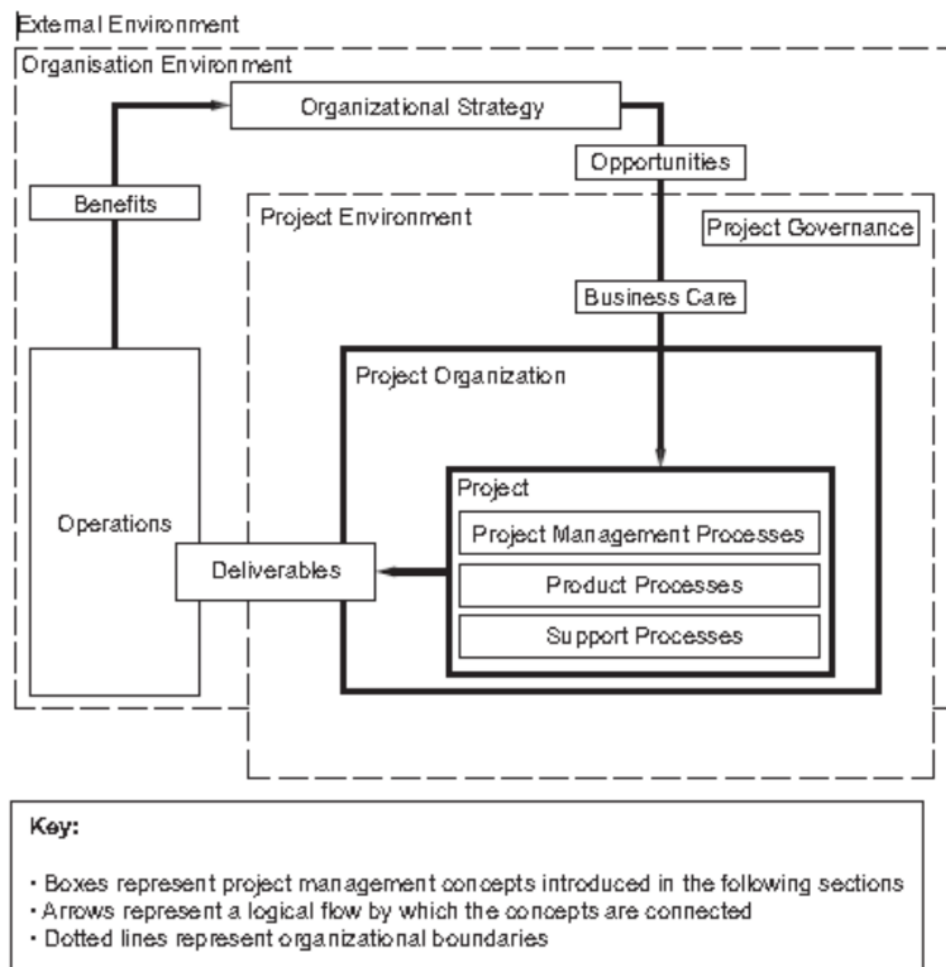 External Environment
Organisation Environment
Organizational Strategy
Opportunities
Benefits
Project Environment
Project Governance
Business Care
Project Organization
Project
Operations
Project Management Processes
Deliverables
Product Processes
Support Processes
Key:
• Boxes represent project management concepts introduced in the following sections
• Arrows represent a logical flow by which the concepts are connected
• Dotted lines represent organizational boundaries